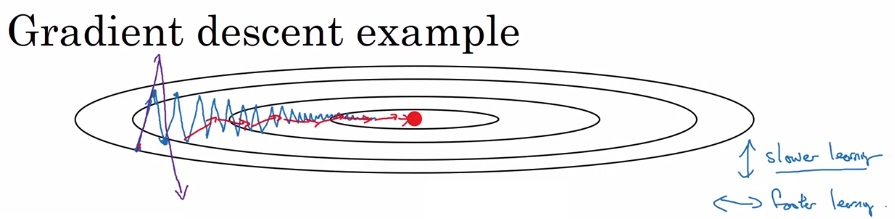 Gradient descent example
slower learning
faster learning.